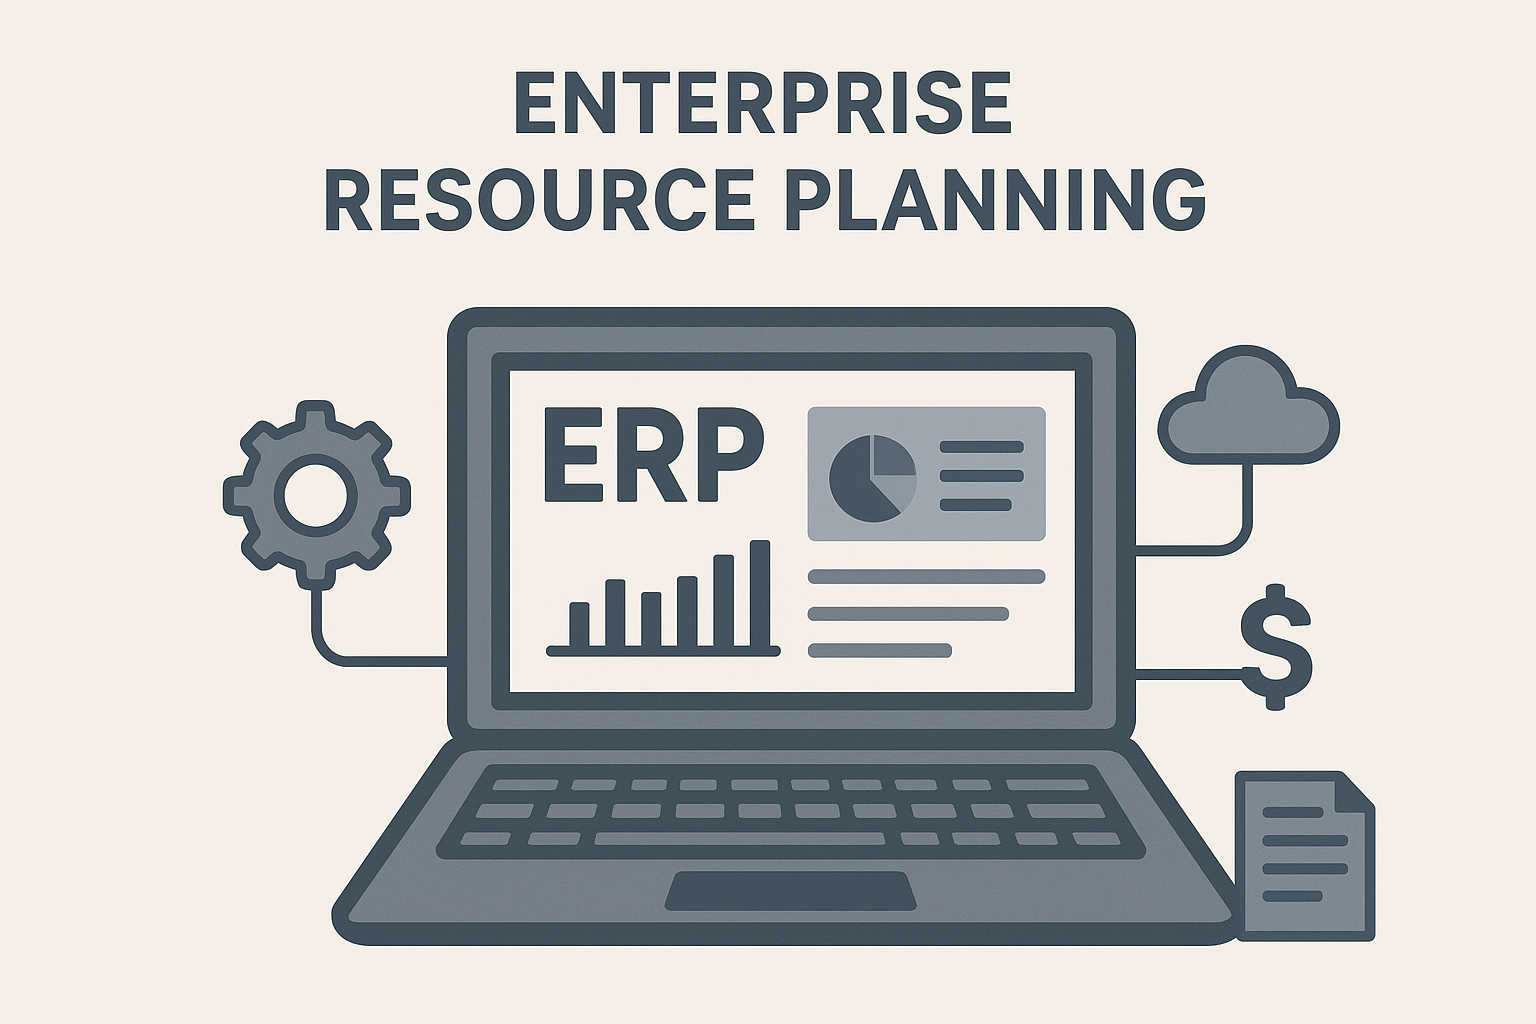 ENTERPRISE
RESOURCE PLANNING
ERP
$